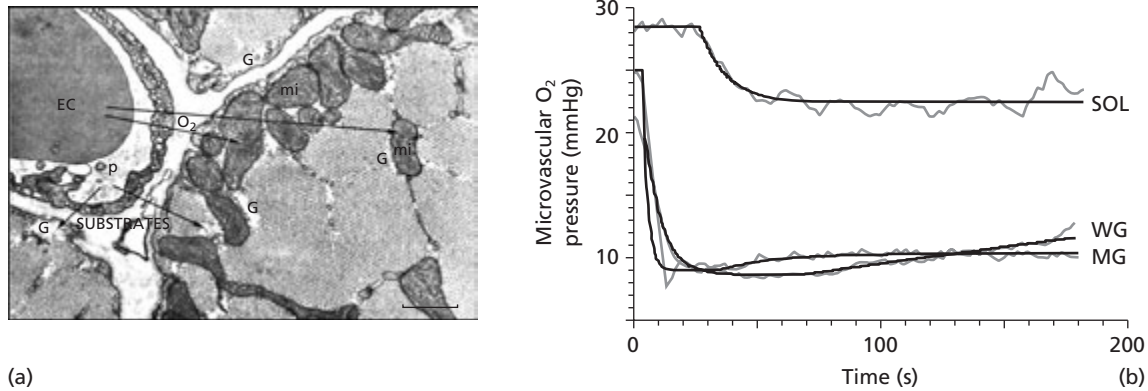 G
EC
mi
O2
G
mi
p
G
SUBSTRATES
G
(a)
Microvascular O2
pressure (mmHg)
30
20
10
SOL
WG
MG
0
100
200
Time (s)
(b)